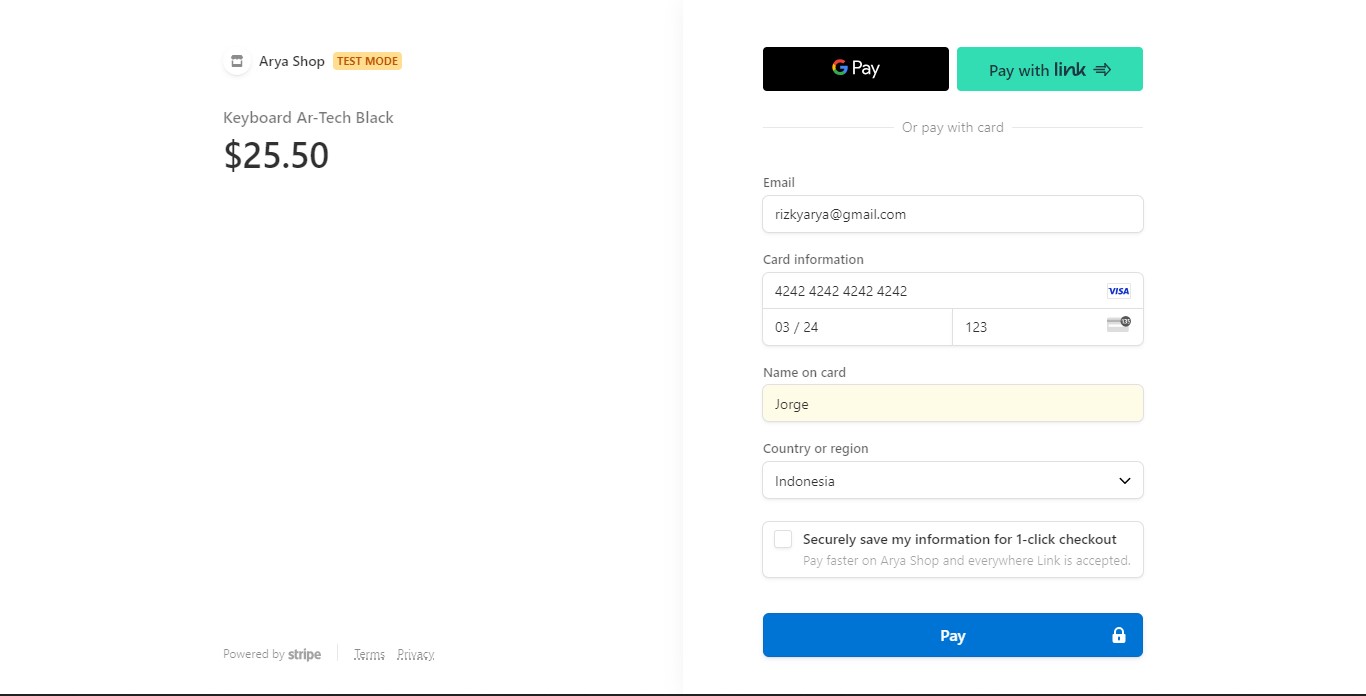 Arya Shop TEST MODE
Keyboard Ar-Tech Black
$25.50
Powered by stripe
Terms
Privacy
G Pay
Pay with link
Or pay with card
Email
rizkyarya@gmail.com
Card information
4242 4242 4242 4242
VISA
03 / 24
123
Name on card
Jorge
Country or region
Indonesia
Securely save my information for 1-click checkout
Pay faster on Arya Shop and everywhere Link is accepted.
Pay